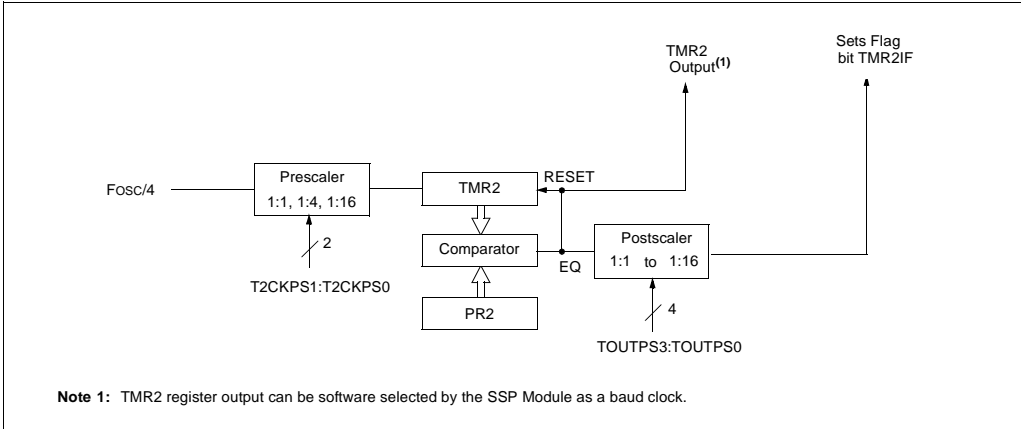 TMR2
Output(1)
Sets Flag
bit TMR2IF
FOSC/4
Prescaler
1:1, 1:4, 1:16
2
T2CKPS1:T2CKPS0
TMR2
RESET
Comparator
EQ
PR2
Postscaler
1:1 to 1:16
4
TOUTPS3:TOUTPS0
Note 1: TMR2 register output can be software selected by the SSP Module as a baud clock.